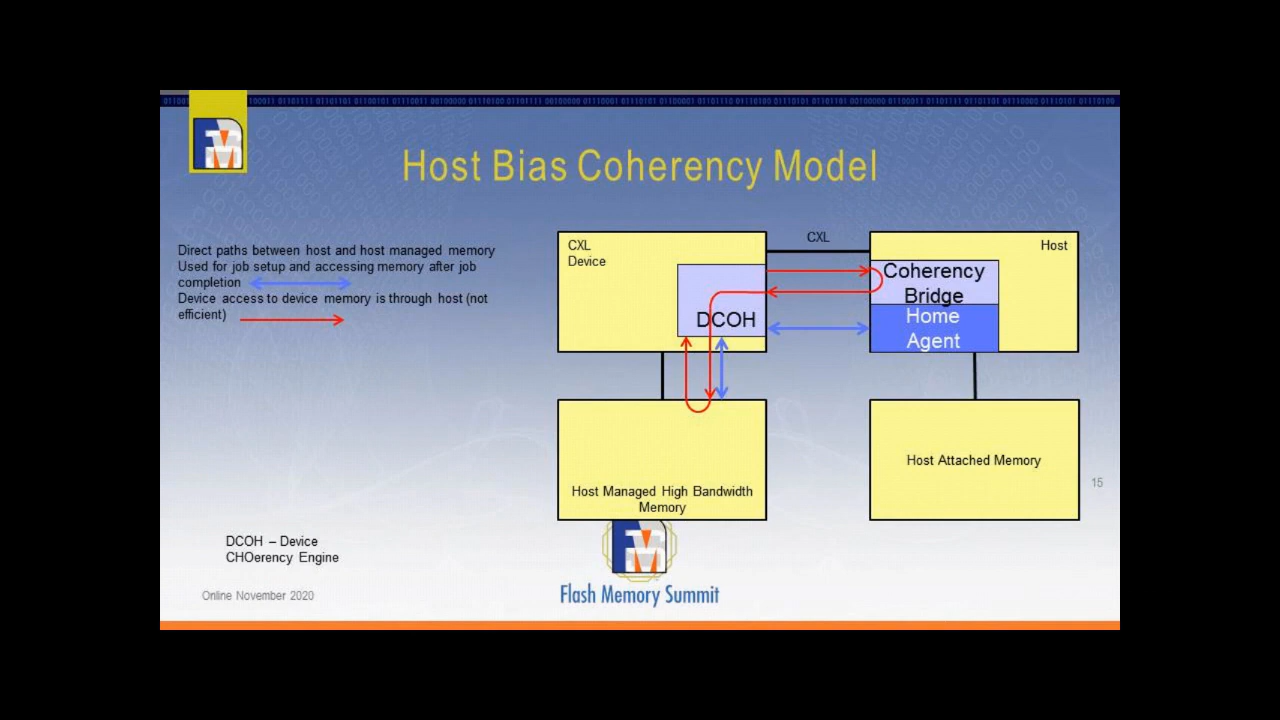 Host Bias Coherency Model
Direct paths between host and host managed memory
Used for job setup and accessing memory after job
completion
Device access to device memory is through host (not
efficient)
CXL
Device
DCOH
CXL
Host
Coherency
Bridge
Home
Agent
Host Managed High Bandwidth
Memory
Host Attached Memory
15
DCOH – Device
CHOerency Engine
Online November 2020
Flash Memory Summit